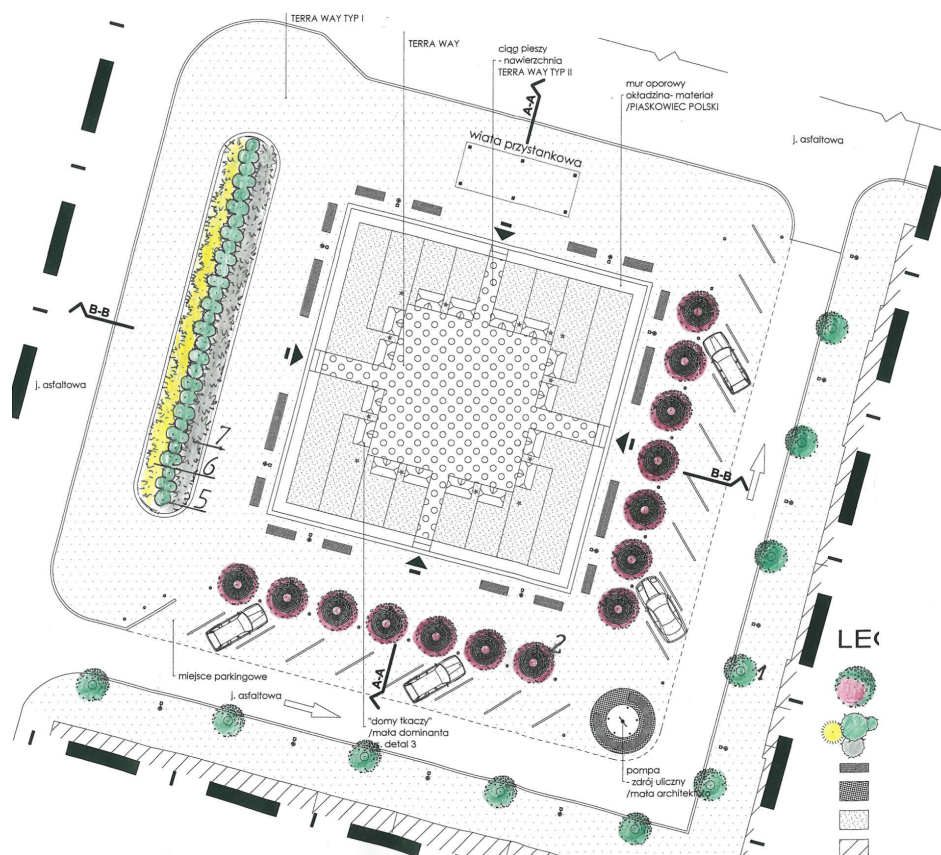 TERRA WAY TYP I
TERRA WAY
ciąg pieszy
- nawierzchnia
TERRA WAY TYP II
mur oporowy
okładzina- materiał
/PIASKOWIEC POLSKI
A-A
wiata przystankowa
j. asfaltowa
B-B
j. asfaltowa
7
6
5
B-B
2
1
miejsce parkingowe
j. asfaltowa
A-A
"domy tkaczy"
/mała dominanta
detal 3
pompa
- zdrój uliczny
/mała architektura
LE